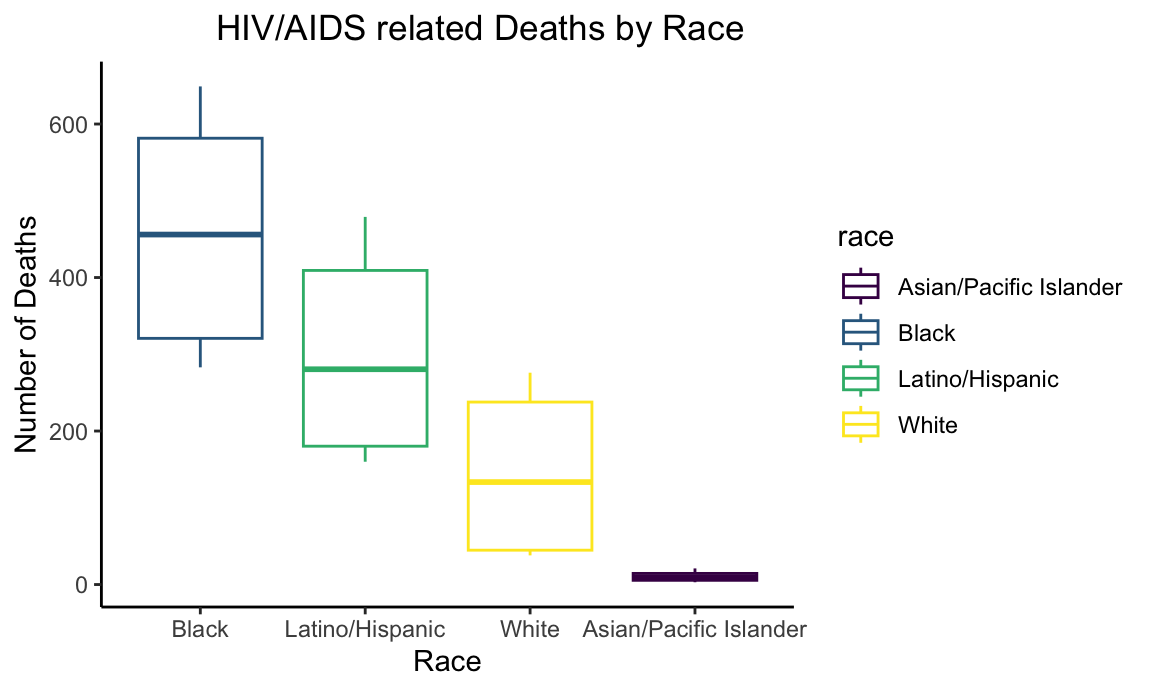 HIV/AIDS related Deaths by Race
Number of Deaths
600
400
200
0
Black
Latino/Hispanic
White
Asian/Pacific Islander
Race
race
Asian/Pacific Islander
Black
Latino/Hispanic
White